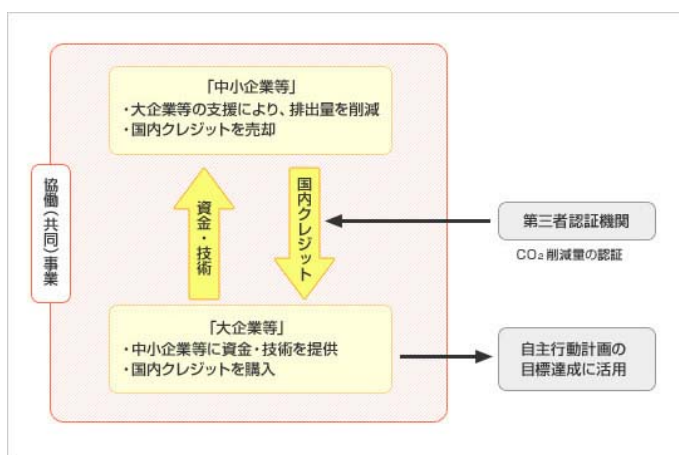 「中小企業等」
・大企業等の支援により、排出量を削減
・国内クレジットを売却
協働(共同)事業
資金・技術
国内クレジット
第三者認証機関
CO₂削減量の認証
「大企業等」
・中小企業等に資金・技術を提供
・国内クレジットを購入
自主行動計画の
目標達成に活用